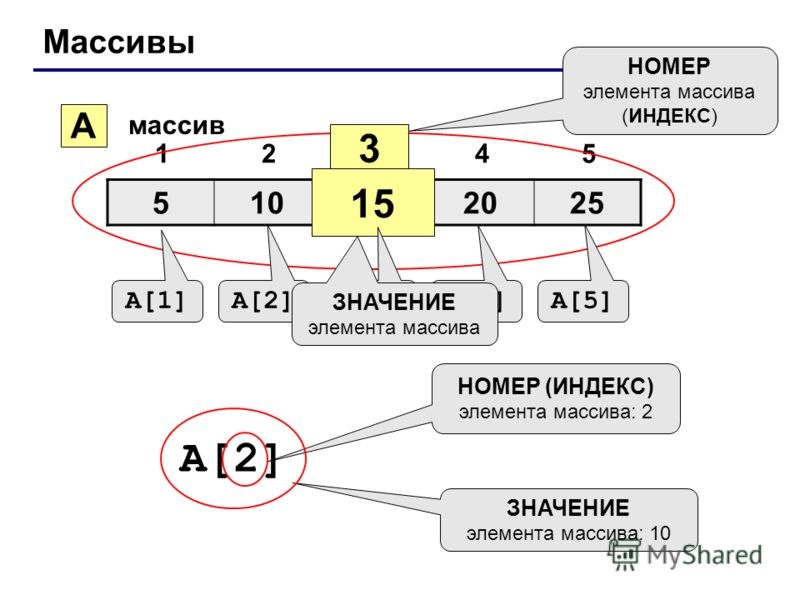 Массивы
НОМЕР
элемента массива
(ИНДЕКС)
A
массив
1 2 3 4 5
5 10 15 20 25
A[1] A[2] ] A[5]
ЗНАЧЕНИЕ
элемента массива
НОМЕР (ИНДЕКС)
элемента массива: 2
A[2]
ЗНАЧЕНИЕ
элемента массива: 10
MyShared